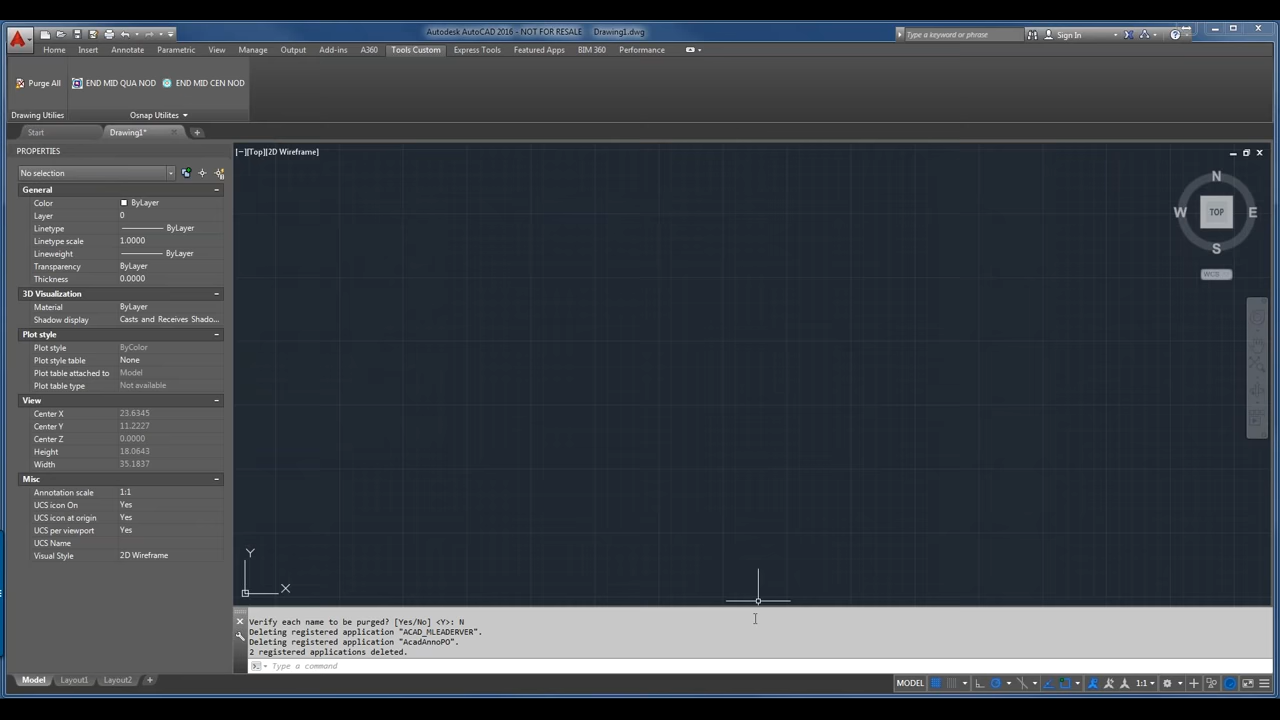 Autodesk AutoCAD 2016 - NOT FOR RESALE Drawing1.dwg
Type a keyword or phrase
Sign In
Home Insert Annotate Parametric View Manage Output Add-ins A360 Tools Custom Express Tools Featured Apps BIM 360 Performance
Purge All END MID QUA NOD END MID CEN NOD
Drawing Utilies Osnap Utilites
Start Drawing1*
PROPERTIES
[−][Top][2D Wireframe]
No selection
General
Color ByLayer
Layer 0
Linetype ByLayer
Linetype scale 1.0000
Lineweight ByLayer
Transparency ByLayer
Thickness 0.0000
3D Visualization
Material ByLayer
Shadow display Casts and Receives Shado...
Plot style
Plot style ByColor
Plot style table None
Plot table attached to Model
Plot table type Not available
View
Center X 23.6345
Center Y 11.2227
Center Z 0.0000
Height 18.0643
Width 35.1837
Misc
Annotation scale 1:1
UCS icon On Yes
UCS icon at origin Yes
UCS per viewport Yes
UCS Name
Visual Style 2D Wireframe
N
W TOP E
S
WCS
Y
X
Verify each name to be purged? [Yes/No] <Y>: N
Deleting registered application "ACAD_MLEADERVER".
Deleting registered application "AcadAnnoPO".
2 registered applications deleted.
Type a command
Model Layout1 Layout2
MODEL 1:1